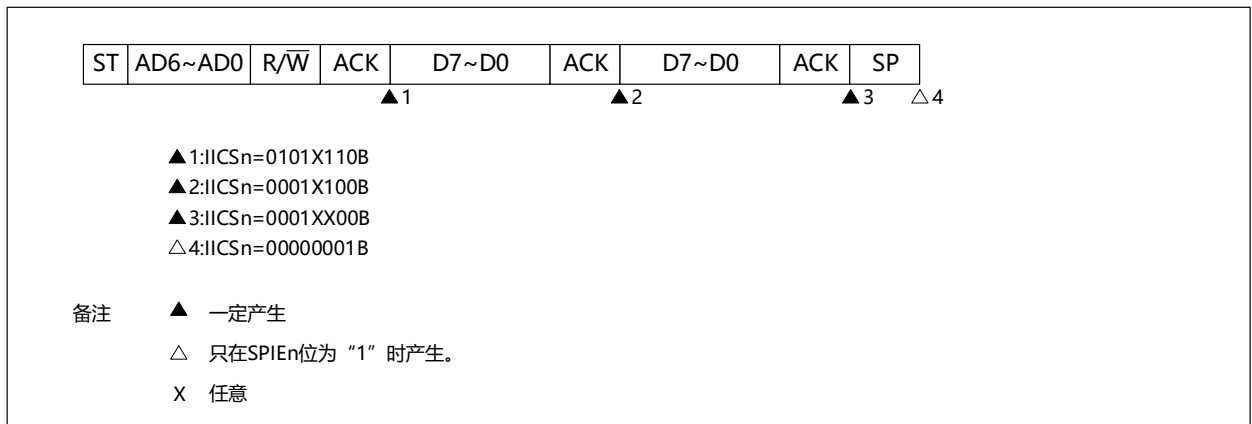 ST AD6~AD0 R/W̅ ACK D7~D0 ACK D7~D0 ACK SP
▲1 ▲2 ▲3 △4
▲1:IICSn=0101X110B
▲2:IICSn=0001X100B
▲3:IICSn=0001XX00B
△4:IICSn=00000001B
备注 ▲ 一定产生
△ 只在SPIEn位为“1”时产生。
X 任意